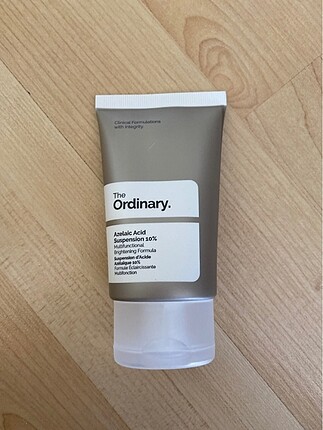 Clinical Formulations
with Integrity.
The
Ordinary.
Azelaic Acid
Suspension 10%
Multifunctional
Brightening Formula
Suspension d'Acide
Azélaïque 10%
Formule Éclaircissante
Multifonction